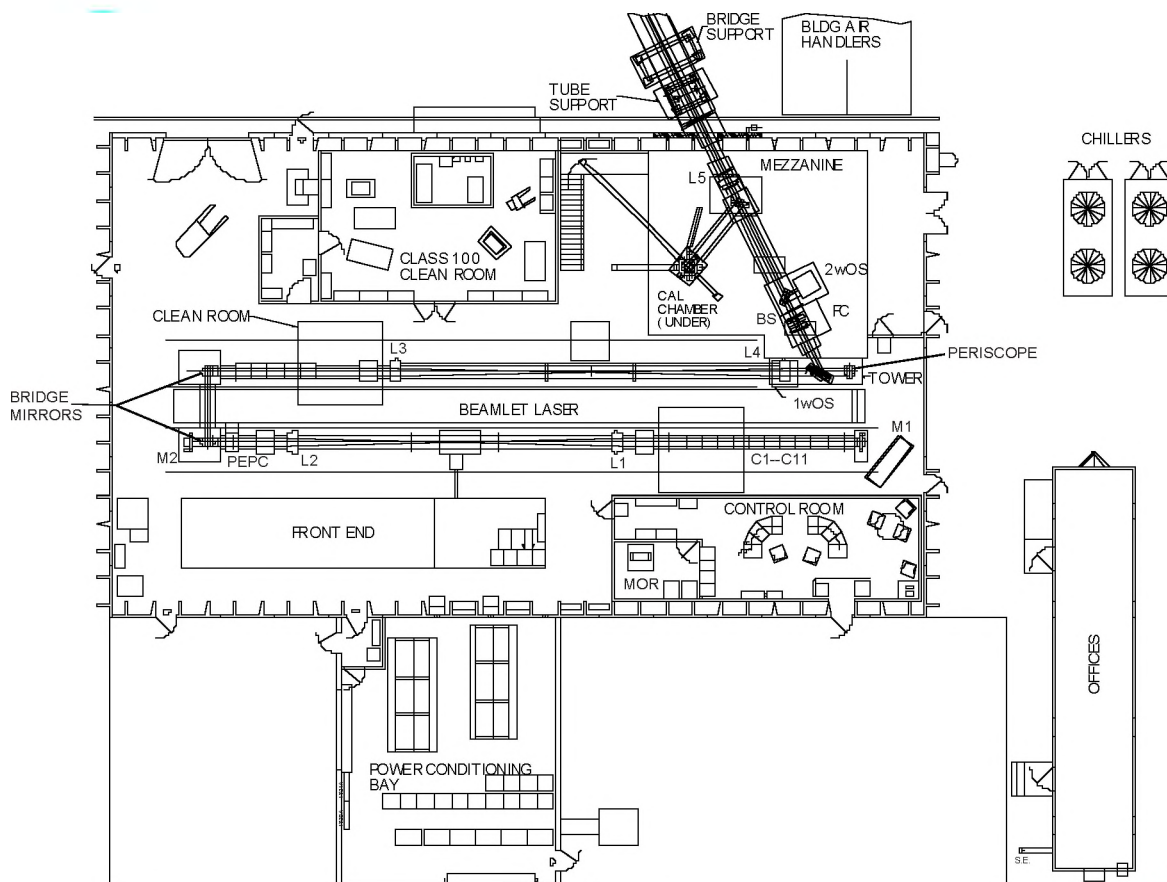 BRIDGE
SUPPORT
BLDG AIR
HANDLERS
TUBE
SUPPORT
CHILLERS
MEZZANINE
L5
CLASS 100
CLEAN ROOM
2wOS
CAL
CHAMBER
(UNDER)
BS
FC
CLEAN ROOM
L3
L4
PERISCOPE
TOWER
BRIDGE
MIRRORS
1wOS
BEAMLET LASER
M1
M2
PEPC
L2
L1
C1--C11
CONTROL ROOM
FRONT END
MOR
OFFICES
POWER CONDITIONING
BAY
S.E.